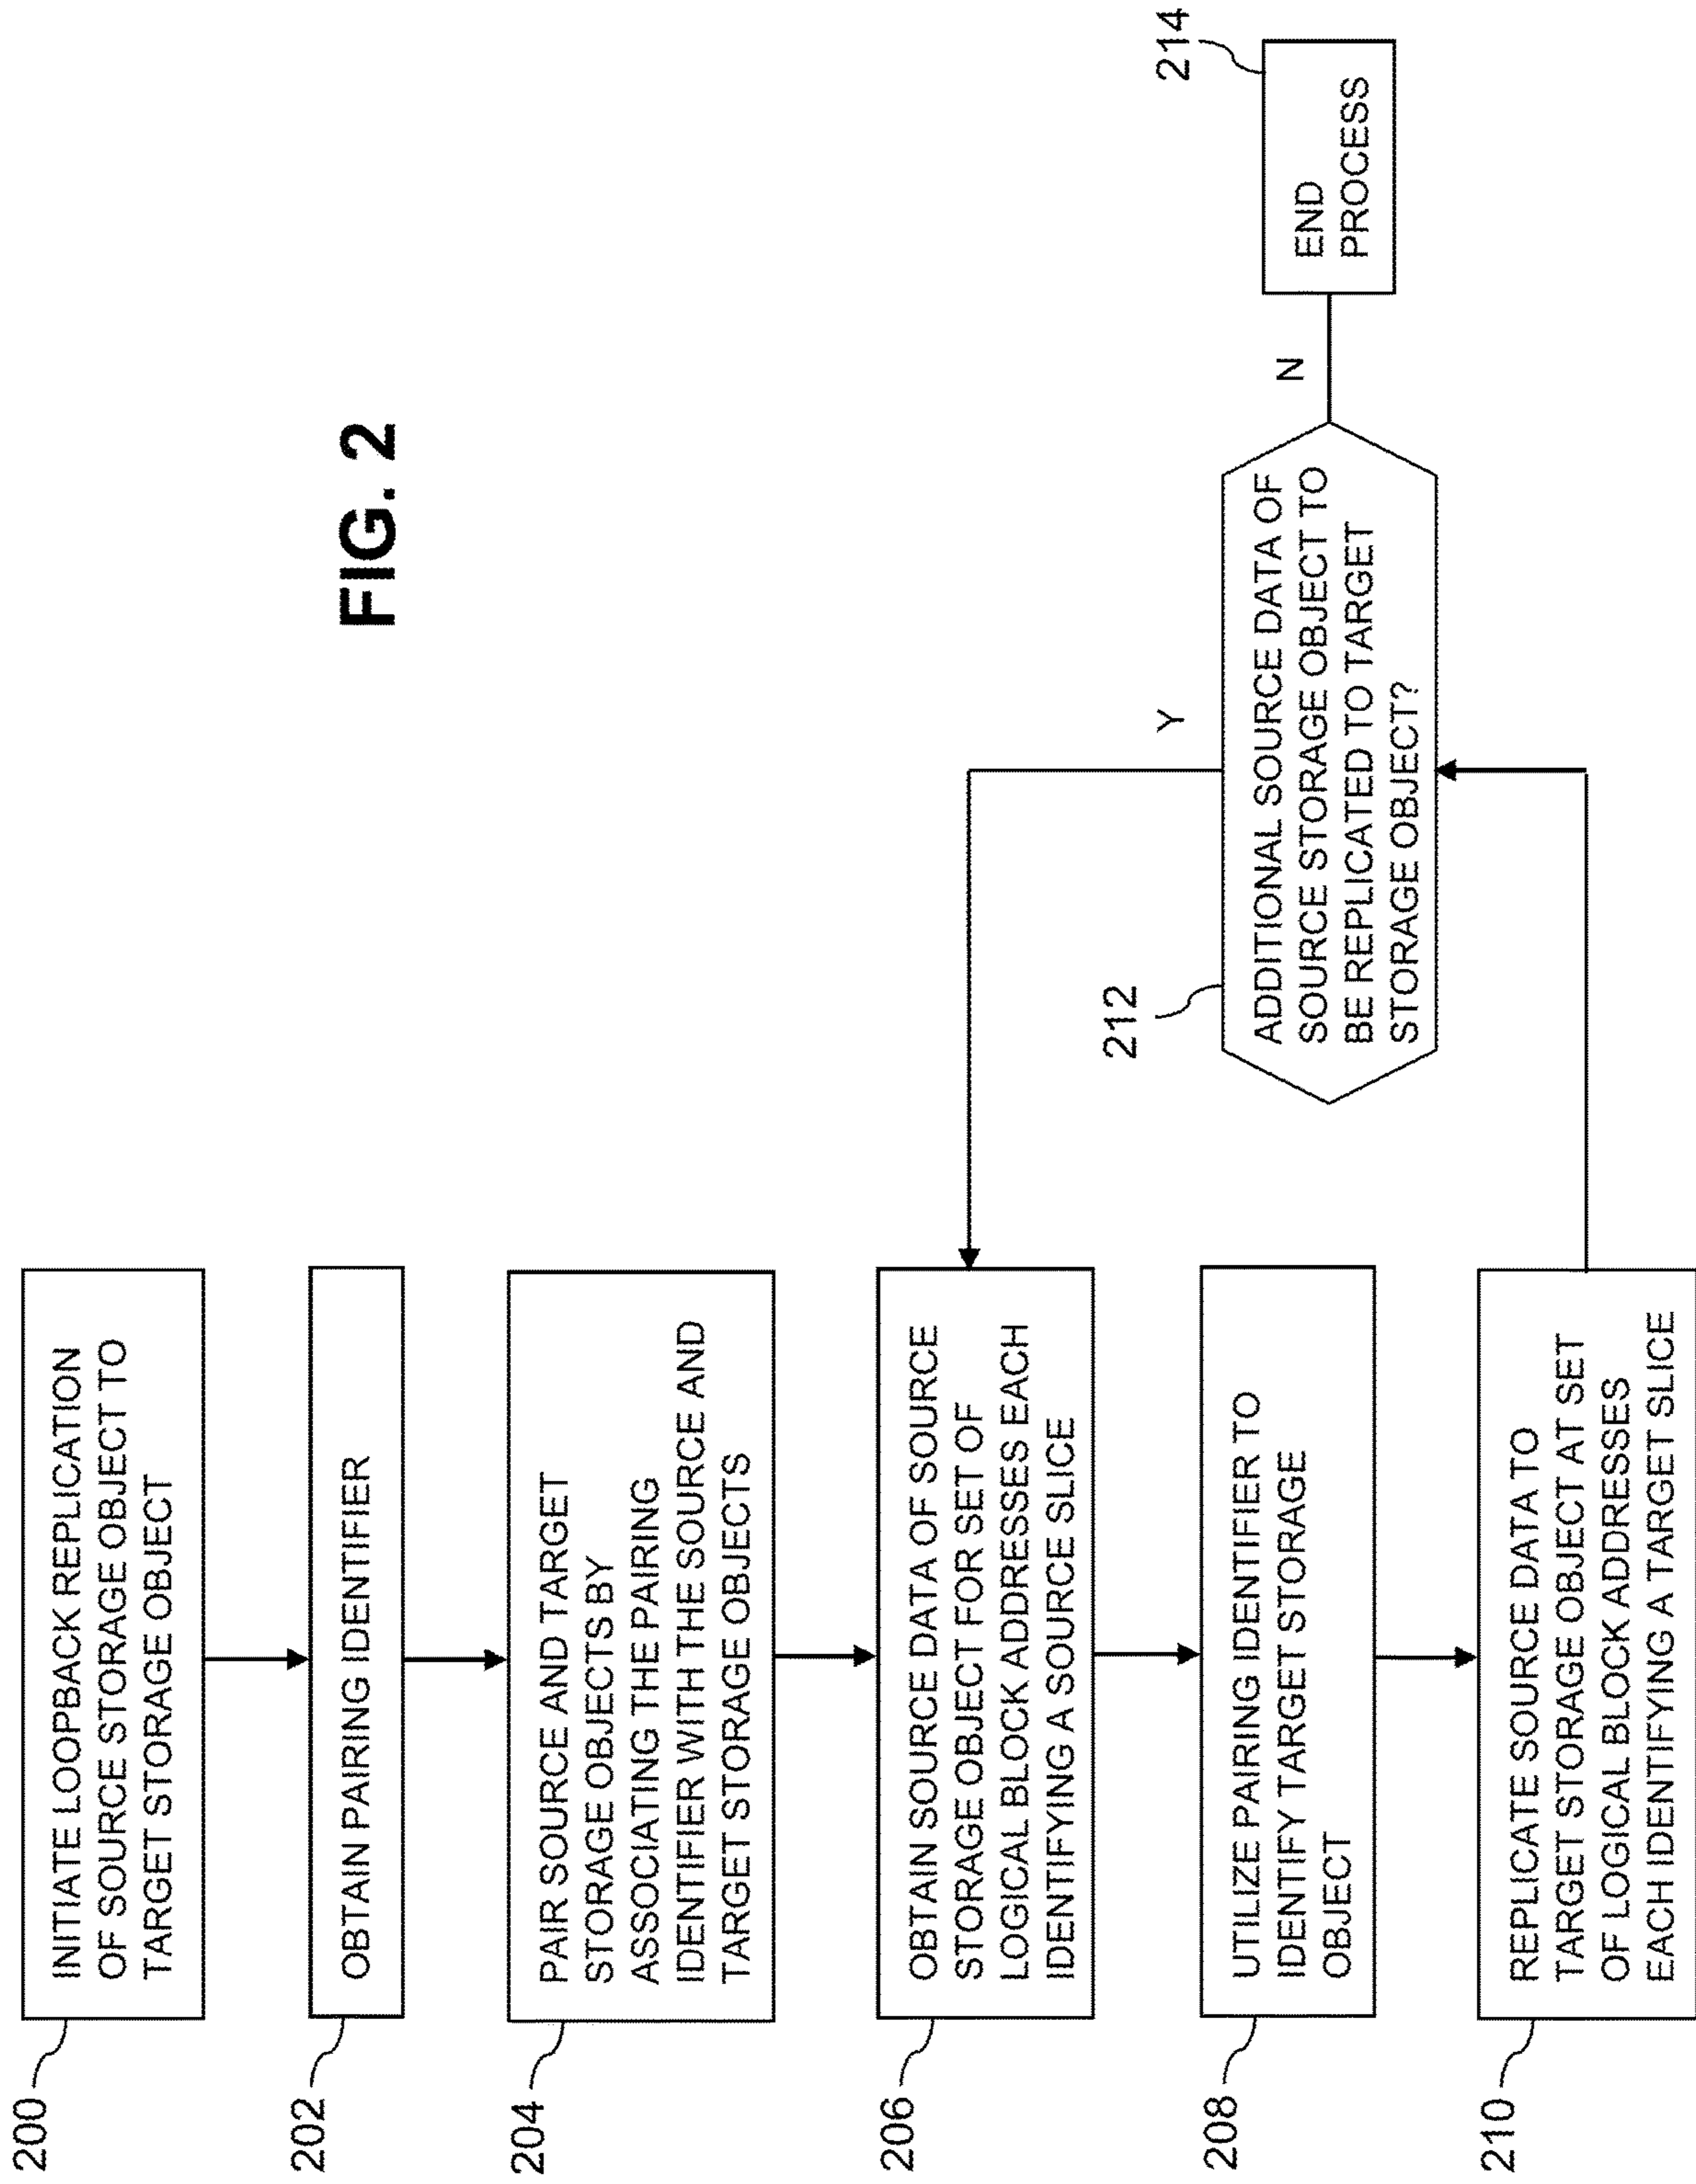 200
INITIATE LOOPBACK REPLICATION
OF SOURCE STORAGE OBJECT TO
TARGET STORAGE OBJECT
202
OBTAIN PAIRING IDENTIFIER
204
PAIR SOURCE AND TARGET
STORAGE OBJECTS BY
ASSOCIATING THE PAIRING
IDENTIFIER WITH THE SOURCE AND
TARGET STORAGE OBJECTS
206
OBTAIN SOURCE DATA OF SOURCE
STORAGE OBJECT FOR SET OF
LOGICAL BLOCK ADDRESSES EACH
IDENTIFYING A SOURCE SLICE
208
UTILIZE PAIRING IDENTIFIER TO
IDENTIFY TARGET STORAGE
OBJECT
210
REPLICATE SOURCE DATA TO
TARGET STORAGE OBJECT AT SET
OF LOGICAL BLOCK ADDRESSES
EACH IDENTIFYING A TARGET SLICE
212
ADDITIONAL SOURCE DATA OF
SOURCE STORAGE OBJECT TO
BE REPLICATED TO TARGET
STORAGE OBJECT?
Y
N
214
END
PROCESS
FIG. 2